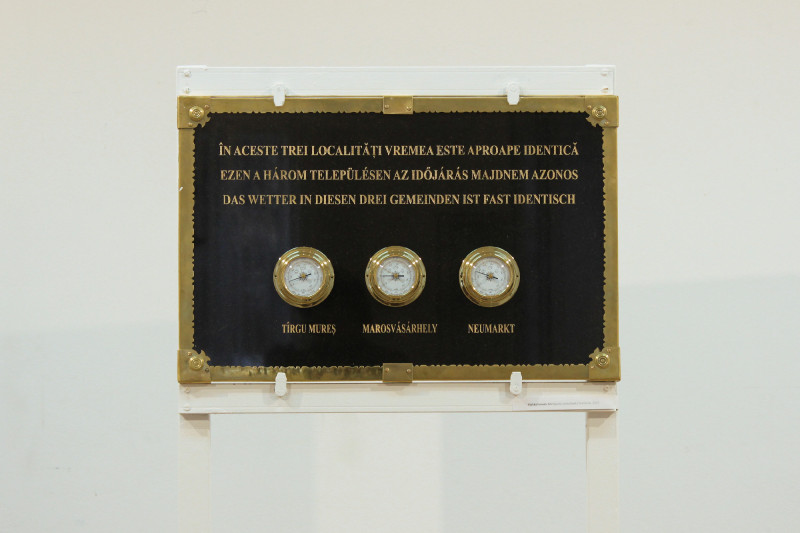 ÎN ACESTE TREI LOCALITĂȚI VREMEA ESTE APROAPE IDENTICĂ
EZEN A HÁROM TELEPÜLÉSEN AZ IDŐJÁRÁS MAJDNEM AZONOS
DAS WETTER IN DIESEN DREI GEMEINDEN IST FAST IDENTISCH
TÎRGU MUREȘ MAROSVÁSÁRHELY NEUMARKT